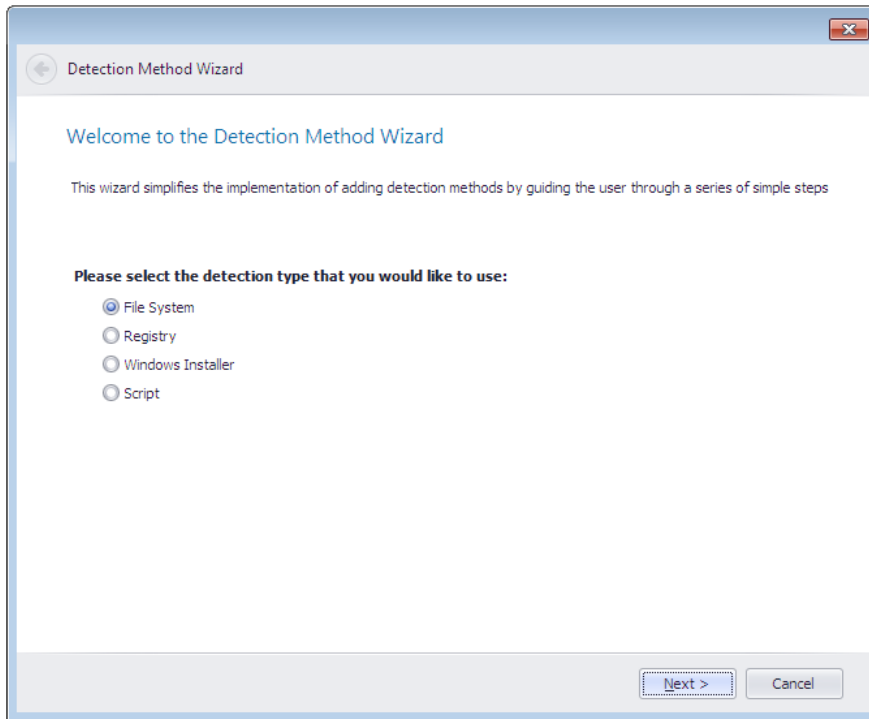 Detection Method Wizard
Welcome to the Detection Method Wizard
This wizard simplifies the implementation of adding detection methods by guiding the user through a series of simple steps
Please select the detection type that you would like to use:
File System
Registry
Windows Installer
Script
Next >
Cancel